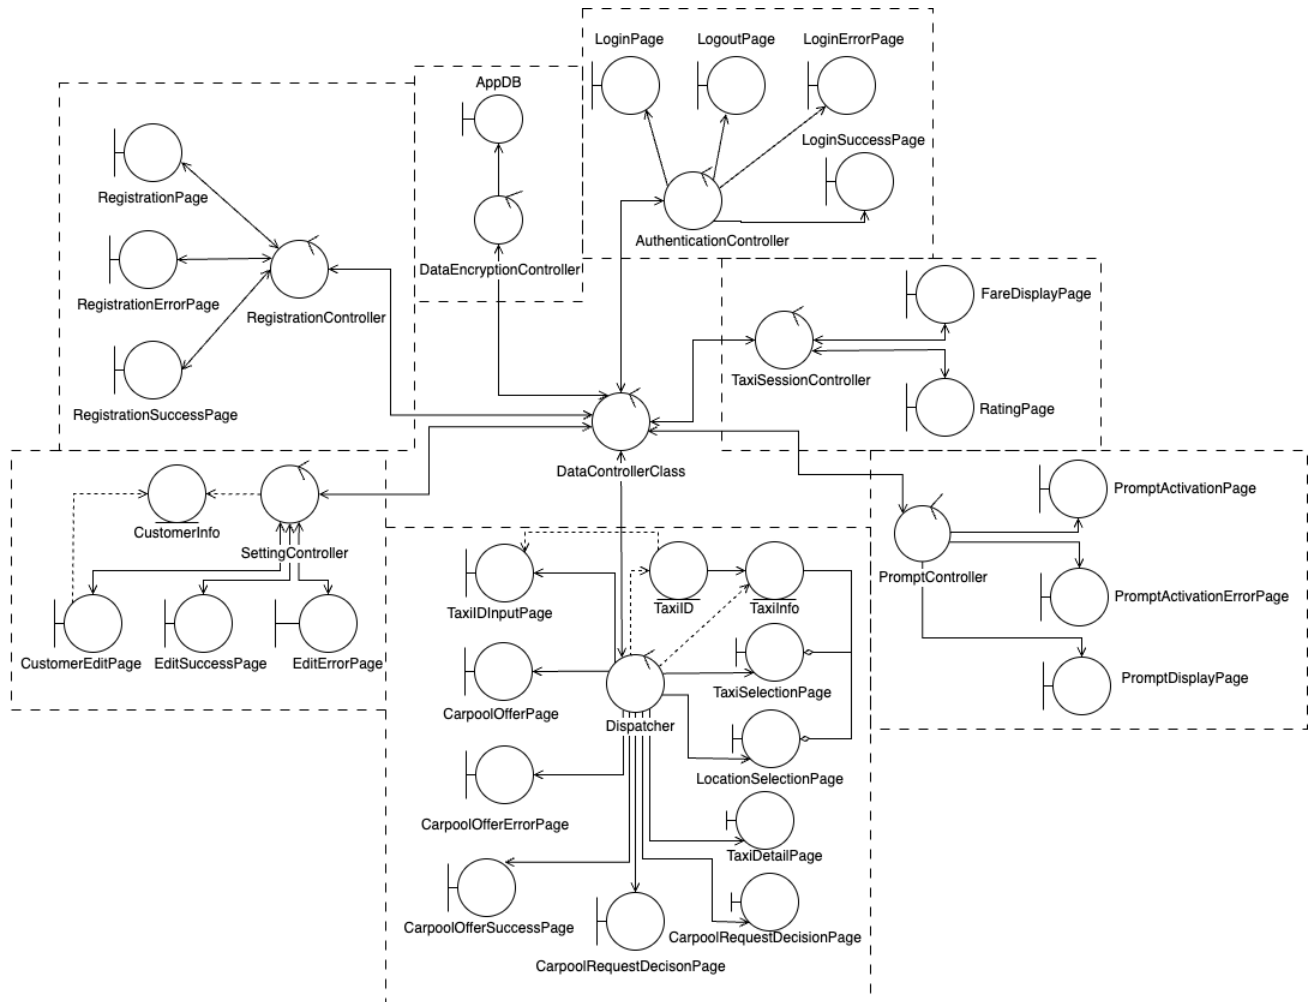 LoginPage
LogoutPage
LoginErrorPage
AppDB
LoginSuccessPage
RegistrationPage
AuthenticationController
DataEncryptionController
FareDisplayPage
RegistrationErrorPage
RegistrationController
TaxiSessionController
RatingPage
RegistrationSuccessPage
DataControllerClass
PromptActivationPage
CustomerInfo
SettingController
PromptController
PromptActivationErrorPage
TaxiIDInputPage
TaxiID
TaxiInfo
CustomerEditPage
EditSuccessPage
EditErrorPage
PromptDisplayPage
TaxiSelectionPage
CarpoolOfferPage
Dispatcher
LocationSelectionPage
CarpoolOfferErrorPage
TaxiDetailPage
CarpoolOfferSuccessPage
CarpoolRequestDecisionPage
CarpoolRequestDecisonPage